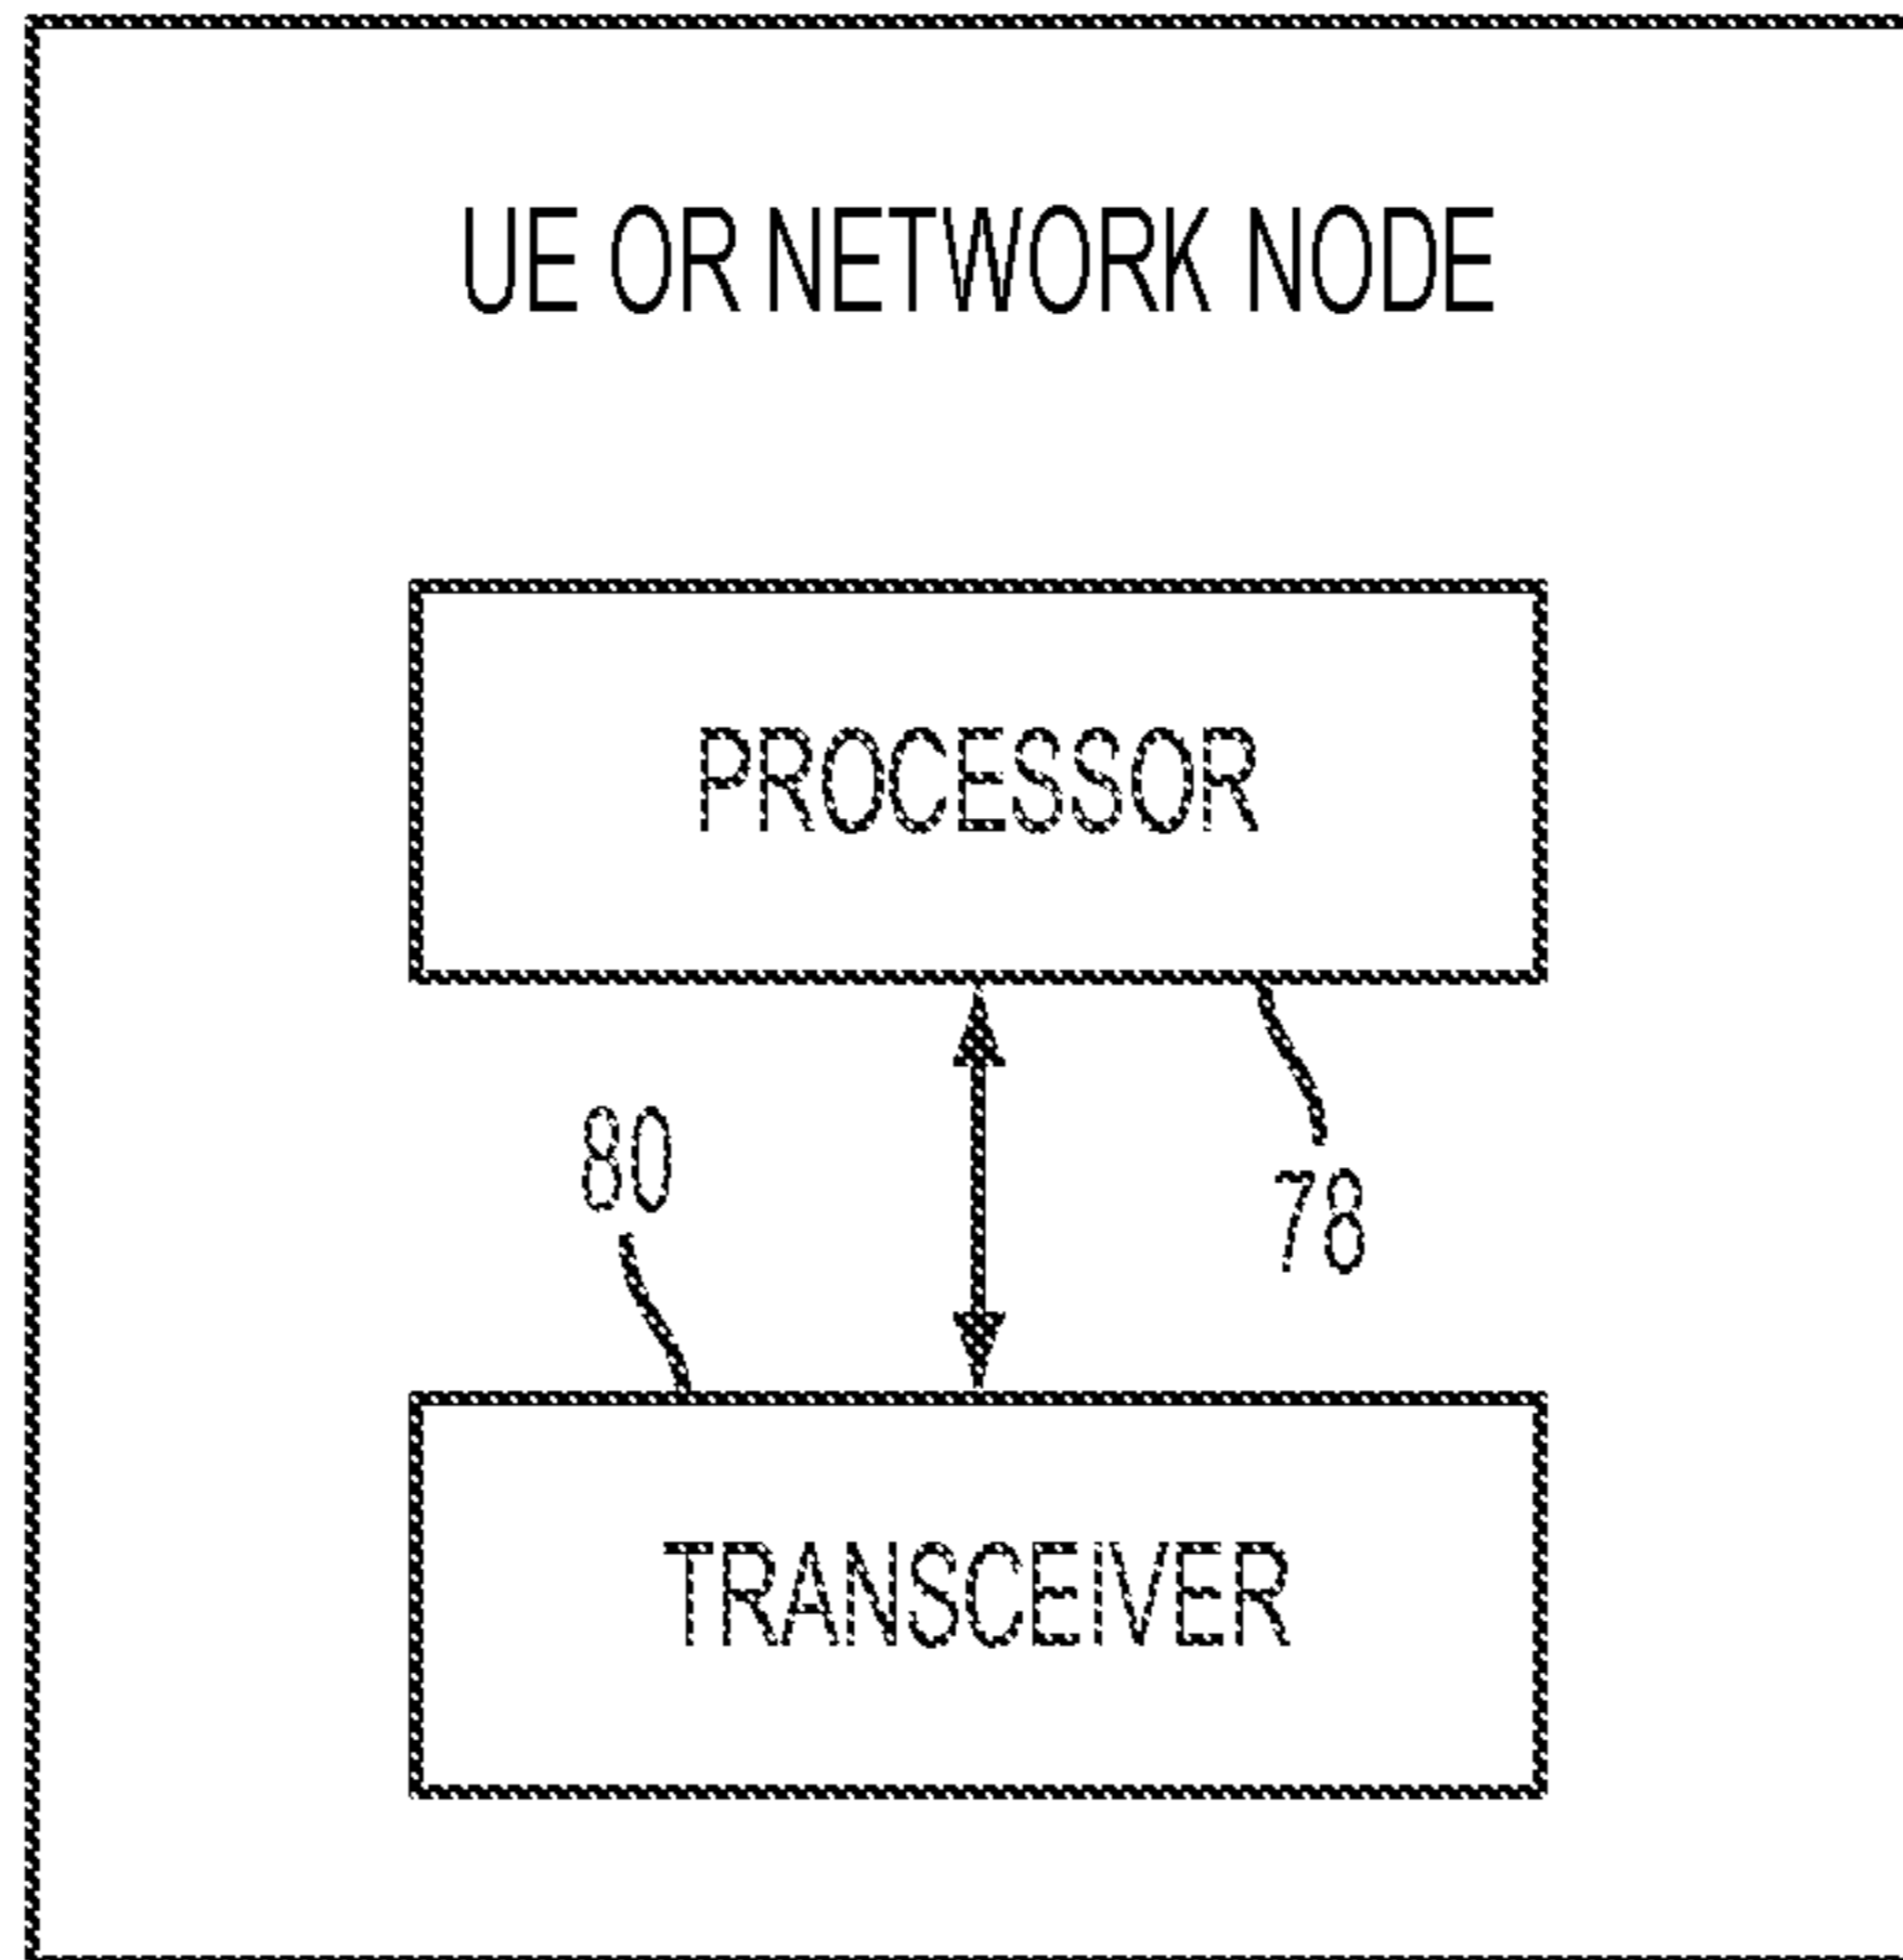 UE OR NETWORK NODE
PROCESSOR
80
78
TRANSCEIVER